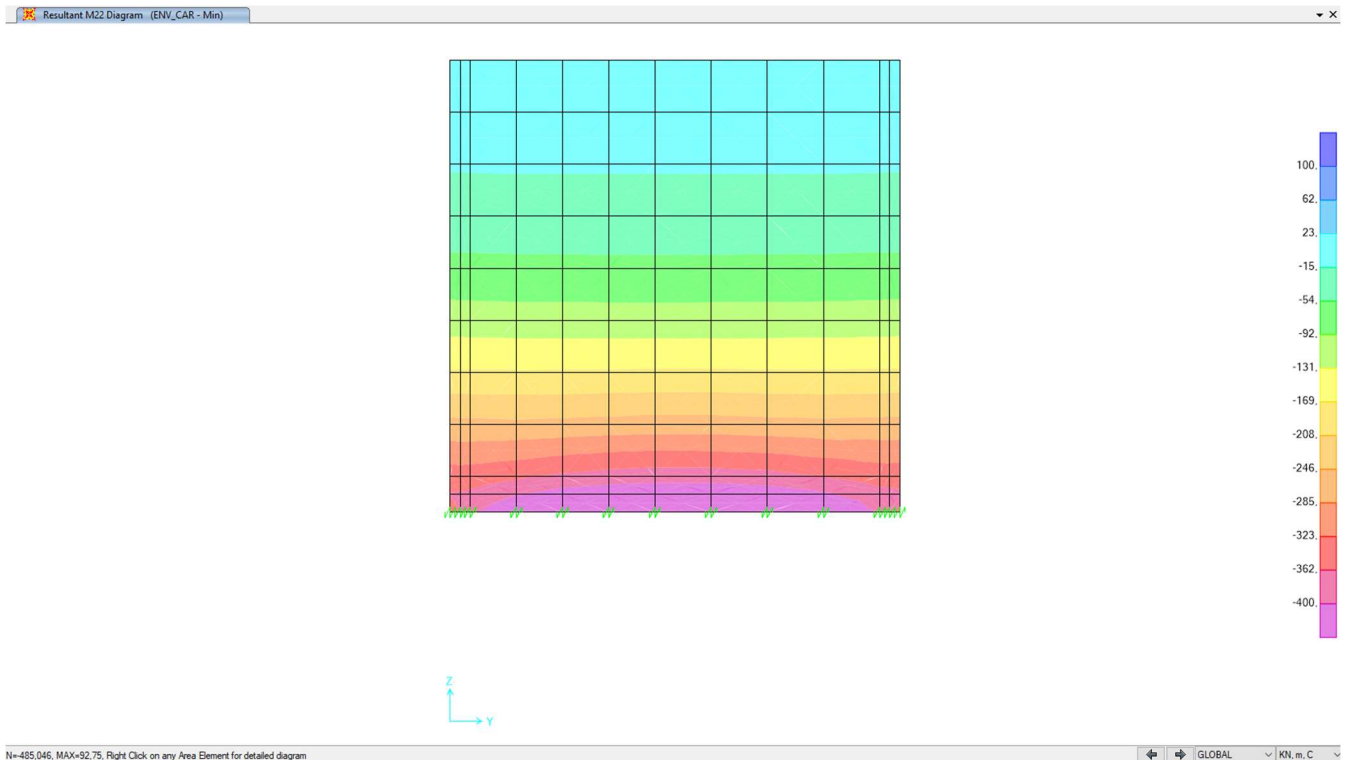 Resultant M22 Diagram (ENV_CAR - Min)
100,
62,
23,
-15,
-54,
-92,
-131,
-169,
-208,
-246,
-285,
-323,
-362,
-400,
Z
Y
N=-485,046, MAX=92,75, Right Click on any Area Element for detailed diagram
GLOBAL
KN, m, C